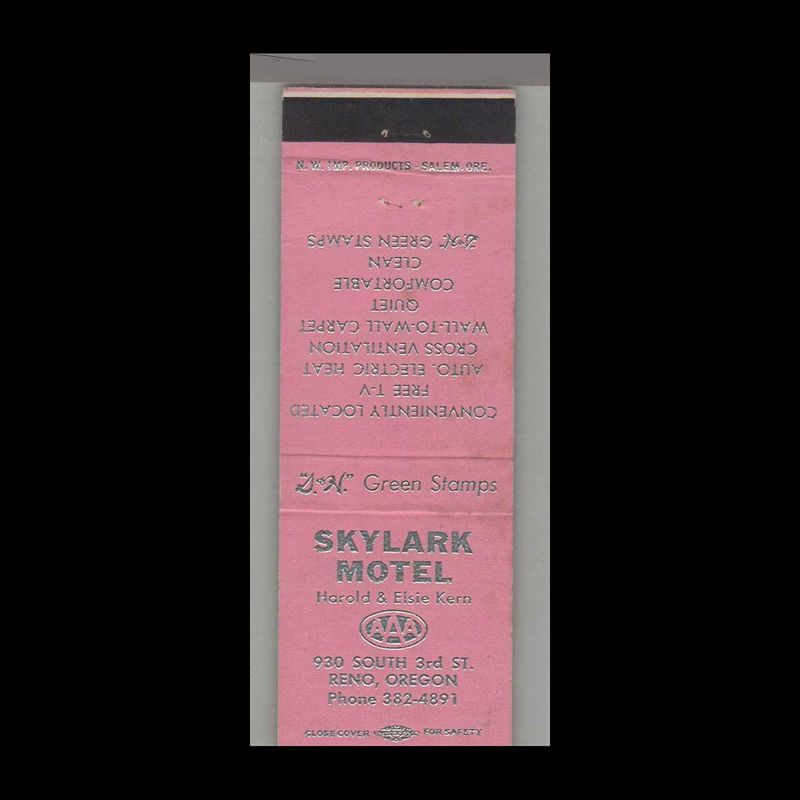 N. W. IMP. PRODUCTS - SALEM, ORE.
CONVENIENTLY LOCATED
FREE T-V
AUTO. ELECTRIC HEAT
CROSS VENTILATION
WALL-TO-WALL CARPET
QUIET
COMFORTABLE
CLEAN
"S&H" GREEN STAMPS
"S&H" Green Stamps
SKYLARK
MOTEL
Harold & Elsie Kern
AAA
930 SOUTH 3rd ST.
RENO, OREGON
Phone 382-4891
CLOSE COVER FOR SAFETY